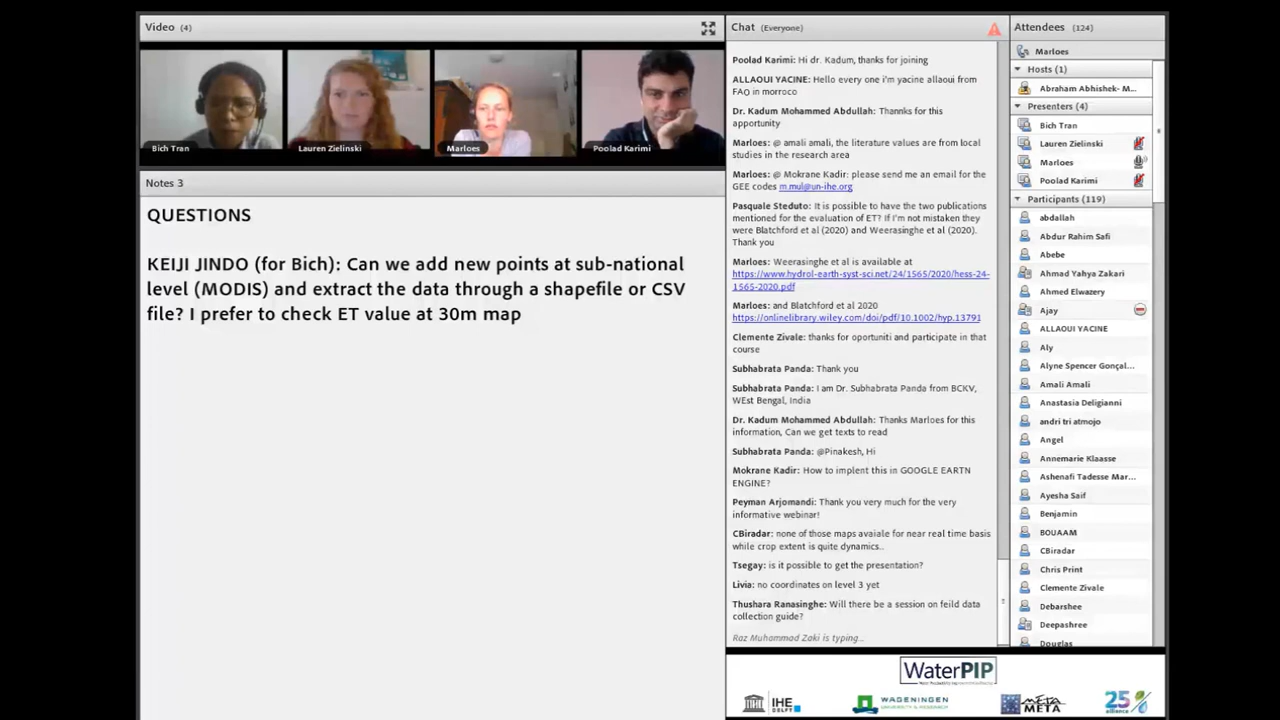 Video (4)
Bich Tran
Lauren Zielinski
Marloes
Poolad Karimi
Notes 3
QUESTIONS
KEIJI JINDO (for Bich): Can we add new points at sub-national
level (MODIS) and extract the data through a shapefile or CSV
file? I prefer to check ET value at 30m map
Chat (Everyone)
Poolad Karimi: Hi dr. Kadum, thanks for joining
ALLAOUI YACINE: Hello every one i'm yacine allaoui from
FAO in morroco
Dr. Kadum Mohammed Abdullah: Thannks for this
apportunity
Marloes: @ amali amali, the literature values are from local
studies in the research area
Marloes: @ Mokrane Kadir: please send me an email for the
GEE codes m.mul@un-ihe.org
Pasquale Steduto: It is possible to have the two publications
mentioned for the evaluation of ET? If I'm not mistaken they
were Blatchford et al (2020) and Weerasinghe et al (2020).
Thank you
Marloes: Weerasinghe et al is available at
https://www.hydrol-earth-syst-sci.net/24/1565/2020/hess-24-
1565-2020.pdf
Marloes: and Blatchford et al 2020
https://onlinelibrary.wiley.com/doi/pdf/10.1002/hyp.13791
Clemente Zivale: thanks for oportuniti and participate in that
course
Subhabrata Panda: Thank you
Subhabrata Panda: I am Dr. Subhabrata Panda from BCKV,
WEst Bengal, India
Dr. Kadum Mohammed Abdullah: Thanks Marloes for this
information, Can we get texts to read
Subhabrata Panda: @Pinakesh, Hi
Mokrane Kadir: How to implent this in GOOGLE EARTN
ENGINE?
Peyman Arjomandi: Thank you very much for the very
informative webinar!
CBiradar: none of those maps avaiale for near real time basis
while crop extent is quite dynamics..
Tsegay: is it possible to get the presentation?
Livia: no coordinates on level 3 yet
Thushara Ranasinghe: Will there be a session on feild data
collection guide?
Raz Muhammad Zaki is typing..
Attendees (124)
Marloes
Hosts (1)
Abraham Abhishek- M...
Presenters (4)
Bich Tran
Lauren Zielinski
Marloes
Poolad Karimi
Participants (119)
abdallah
Abdur Rahim Safi
Abebe
Ahmad Yahya Zakari
Ahmed Elwazery
Ajay
ALLAOUI YACINE
Aly
Alyne Spencer Gonçal...
Amali Amali
Anastasia Deligianni
andri tri atmojo
Angel
Annemarie Klaasse
Ashenafi Tadesse Mar...
Ayesha Saif
Benjamin
BOUAAM
CBiradar
Chris Print
Clemente Zivale
Debarshee
Deepashree
Douglas
WaterPIP
IHE
DELFT
WAGENINGEN
meta
META
25
alliance